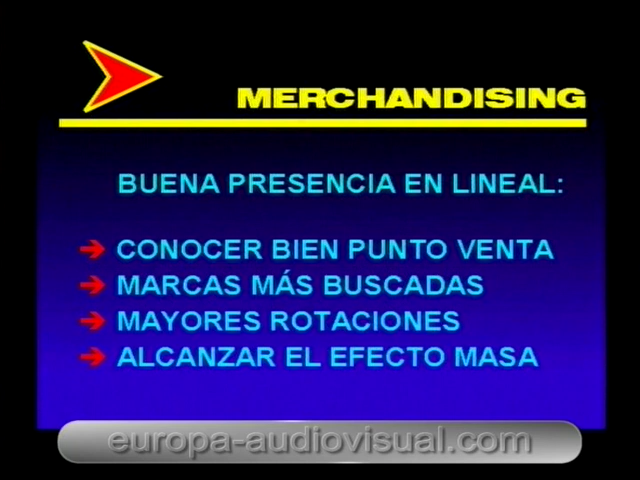 MERCHANDISING
BUENA PRESENCIA EN LINEAL:
CONOCER BIEN PUNTO VENTA
MARCAS MÁS BUSCADAS
MAYORES ROTACIONES
ALCANZAR EL EFECTO MASA
europa-audiovisual.com